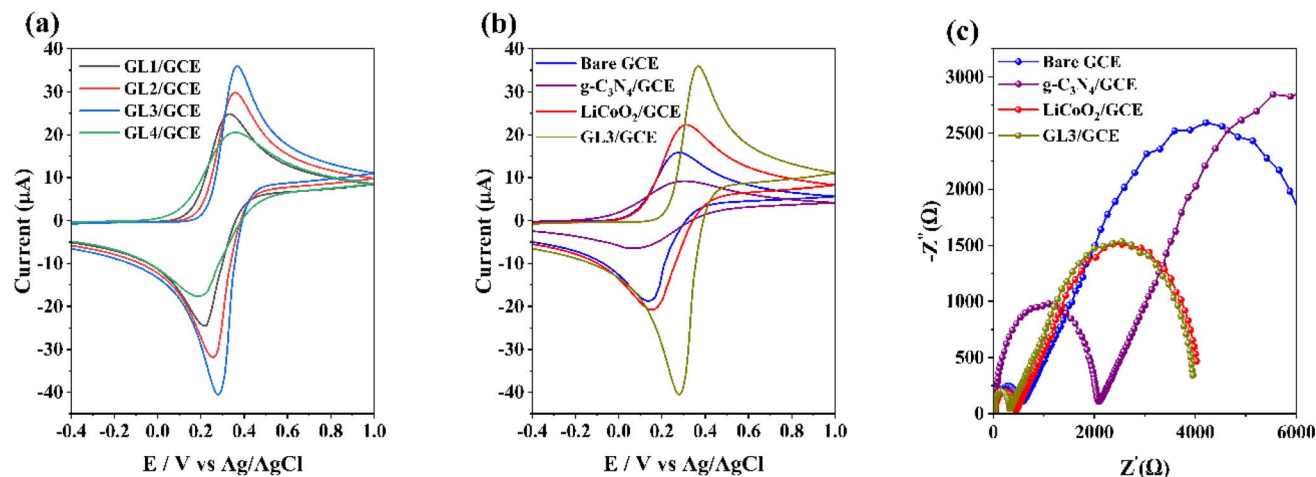 (a)
GL1/GCE
GL2/GCE
GL3/GCE
GL4/GCE
Current (μA)
40
30
20
10
0
-10
-20
-30
-40
-0.4 -0.2 0.0 0.2 0.4 0.6 0.8 1.0
E / V vs Ag/AgCl
(b)
Bare GCE
g-C₃N₄/GCE
LiCoO₂/GCE
GL3/GCE
Current (μA)
40
30
20
10
0
-10
-20
-30
-40
-0.4 -0.2 0.0 0.2 0.4 0.6 0.8 1.0
E / V vs Ag/AgCl
(c)
Bare GCE
g-C₃N₄/GCE
LiCoO₂/GCE
GL3/GCE
-Z''(Ω)
3000
2500
2000
1500
1000
500
0
0 2000 4000 6000
Z'(Ω)